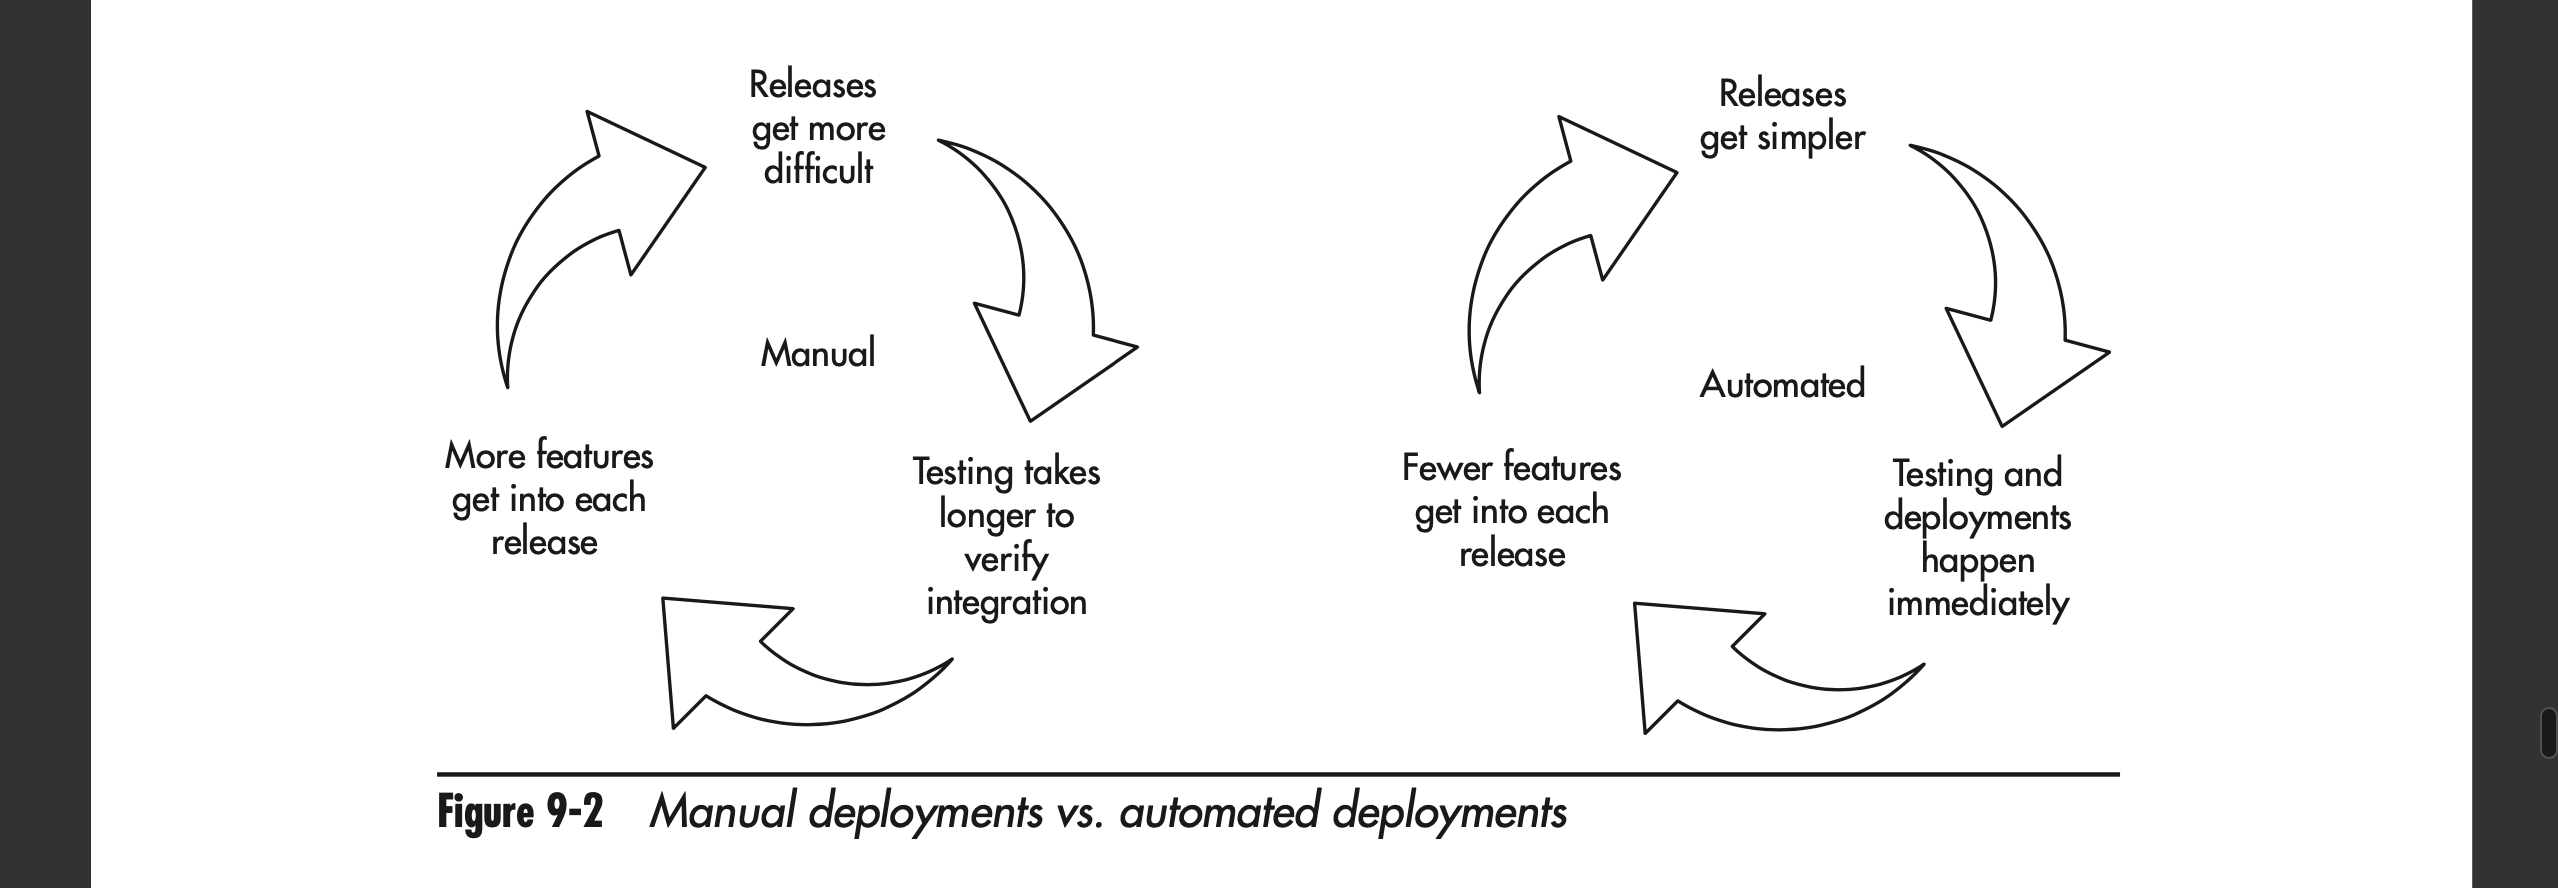 Releases
get more
difficult
Manual
More features
get into each
release
Testing takes
longer to
verify
integration
Releases
get simpler
Automated
Fewer features
get into each
release
Testing and
deployments
happen
immediately
Figure 9-2 Manual deployments vs. automated deployments